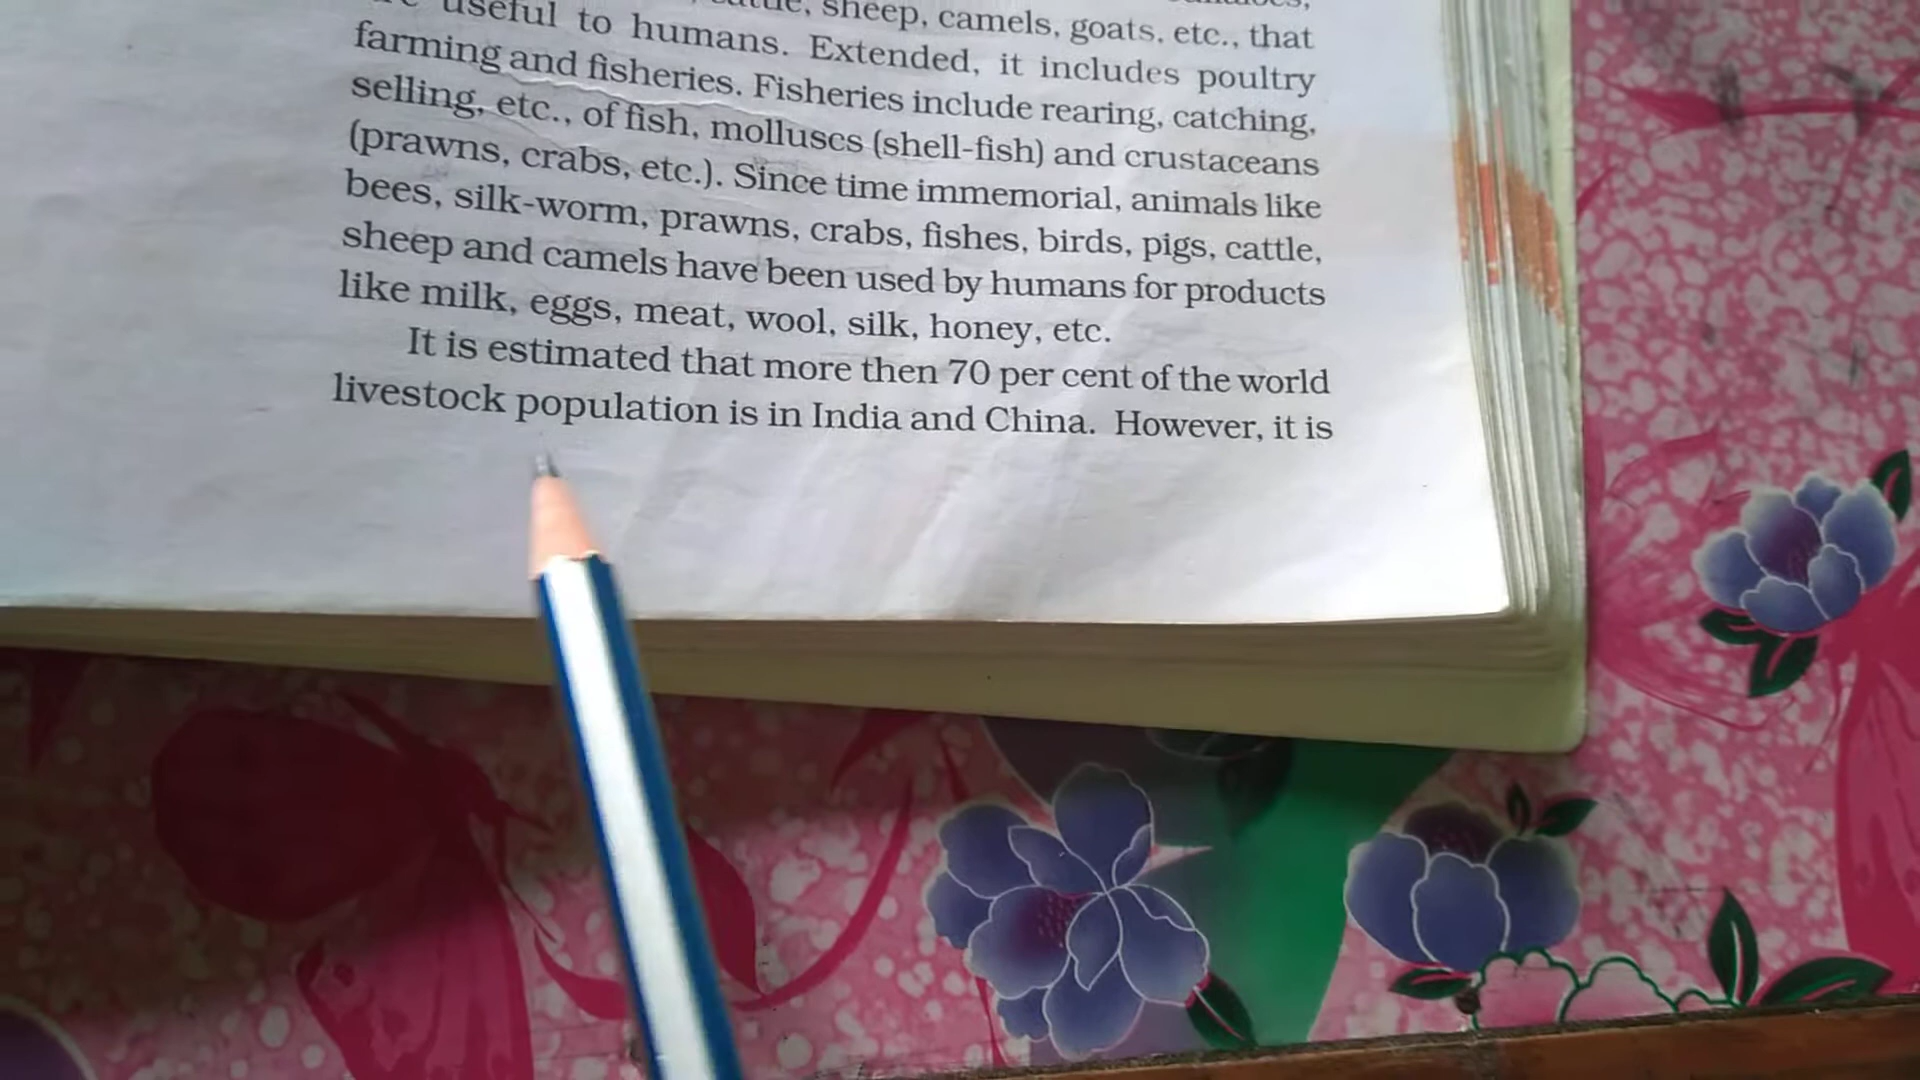 sheep, camels, goats, etc., that
useful to humans. Extended, it includes poultry
farming and fisheries. Fisheries include rearing, catching,
selling, etc., of fish, molluscs (shell-fish) and crustaceans
(prawns, crabs, etc.). Since time immemorial, animals like
bees, silk-worm, prawns, crabs, fishes, birds, pigs, cattle,
sheep and camels have been used by humans for products
like milk, eggs, meat, wool, silk, honey, etc.
It is estimated that more then 70 per cent of the world
livestock population is in India and China. However, it is